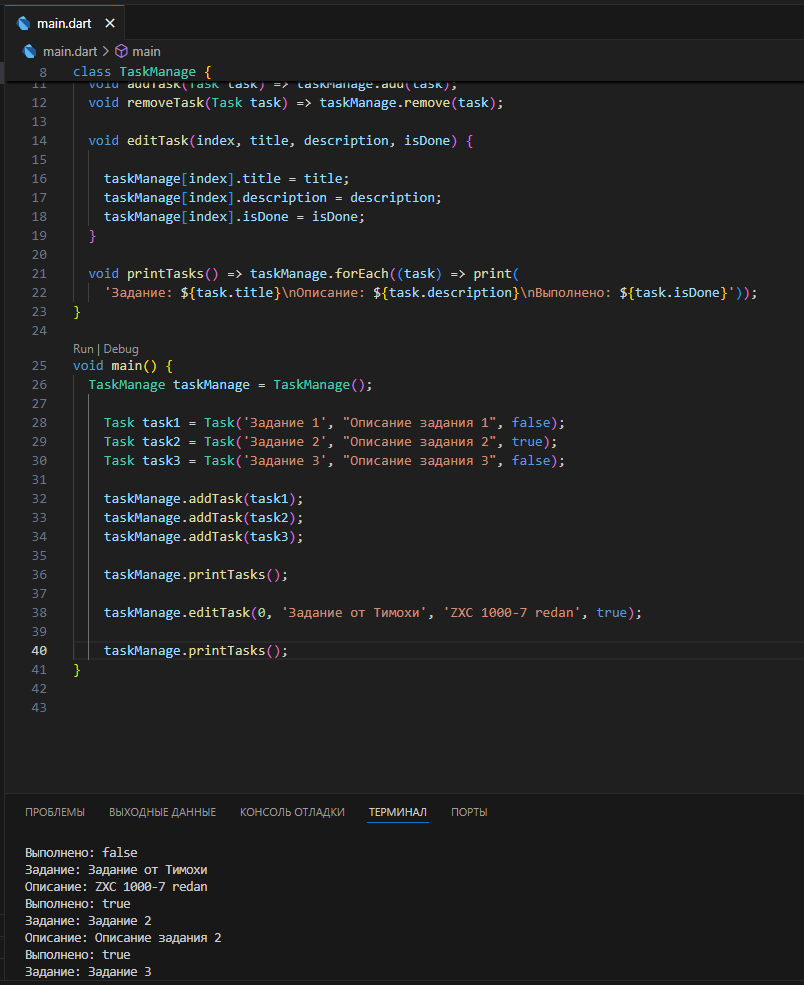 main.dart
main.dart > main
8 class TaskManage {
11 void addTask(Task task) => taskManage.add(task);
12 void removeTask(Task task) => taskManage.remove(task);
13
14 void editTask(index, title, description, isDone) {
15
16 taskManage[index].title = title;
17 taskManage[index].description = description;
18 taskManage[index].isDone = isDone;
19 }
20
21 void printTasks() => taskManage.forEach((task) => print(
22 'Задание: ${task.title}\nОписание: ${task.description}\nВыполнено: ${task.isDone}'));
23 }
24
Run | Debug
25 void main() {
26 TaskManage taskManage = TaskManage();
27
28 Task task1 = Task('Задание 1', "Описание задания 1", false);
29 Task task2 = Task('Задание 2', "Описание задания 2", true);
30 Task task3 = Task('Задание 3', "Описание задания 3", false);
31
32 taskManage.addTask(task1);
33 taskManage.addTask(task2);
34 taskManage.addTask(task3);
35
36 taskManage.printTasks();
37
38 taskManage.editTask(0, 'Задание от Тимохи', 'ZXC 1000-7 redan', true);
39
40 taskManage.printTasks();
41 }
42
43
ПРОБЛЕМЫ ВЫХОДНЫЕ ДАННЫЕ КОНСОЛЬ ОТЛАДКИ ТЕРМИНАЛ ПОРТЫ
Выполнено: false
Задание: Задание от Тимохи
Описание: ZXC 1000-7 redan
Выполнено: true
Задание: Задание 2
Описание: Описание задания 2
Выполнено: true
Задание: Задание 3